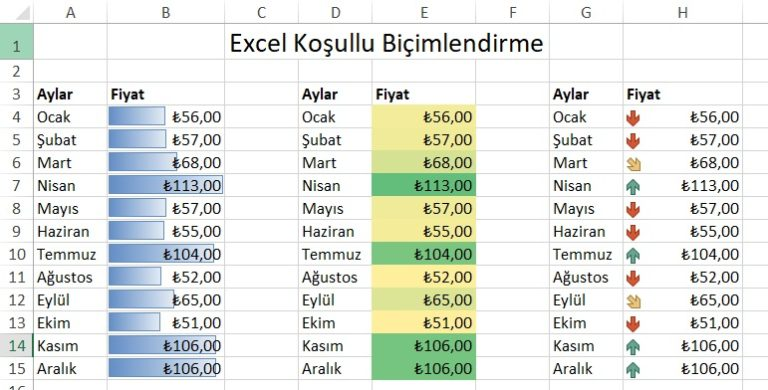 A B C D E F G H
1 Excel Koşullu Biçimlendirme
2
3 Aylar Fiyat Aylar Fiyat Aylar Fiyat
4 Ocak ₺56,00 Ocak ₺56,00 Ocak ₺56,00
5 Şubat ₺57,00 Şubat ₺57,00 Şubat ₺57,00
6 Mart ₺68,00 Mart ₺68,00 Mart ₺68,00
7 Nisan ₺113,00 Nisan ₺113,00 Nisan ₺113,00
8 Mayıs ₺57,00 Mayıs ₺57,00 Mayıs ₺57,00
9 Haziran ₺55,00 Haziran ₺55,00 Haziran ₺55,00
10 Temmuz ₺104,00 Temmuz ₺104,00 Temmuz ₺104,00
11 Ağustos ₺52,00 Ağustos ₺52,00 Ağustos ₺52,00
12 Eylül ₺65,00 Eylül ₺65,00 Eylül ₺65,00
13 Ekim ₺51,00 Ekim ₺51,00 Ekim ₺51,00
14 Kasım ₺106,00 Kasım ₺106,00 Kasım ₺106,00
15 Aralık ₺106,00 Aralık ₺106,00 Aralık ₺106,00